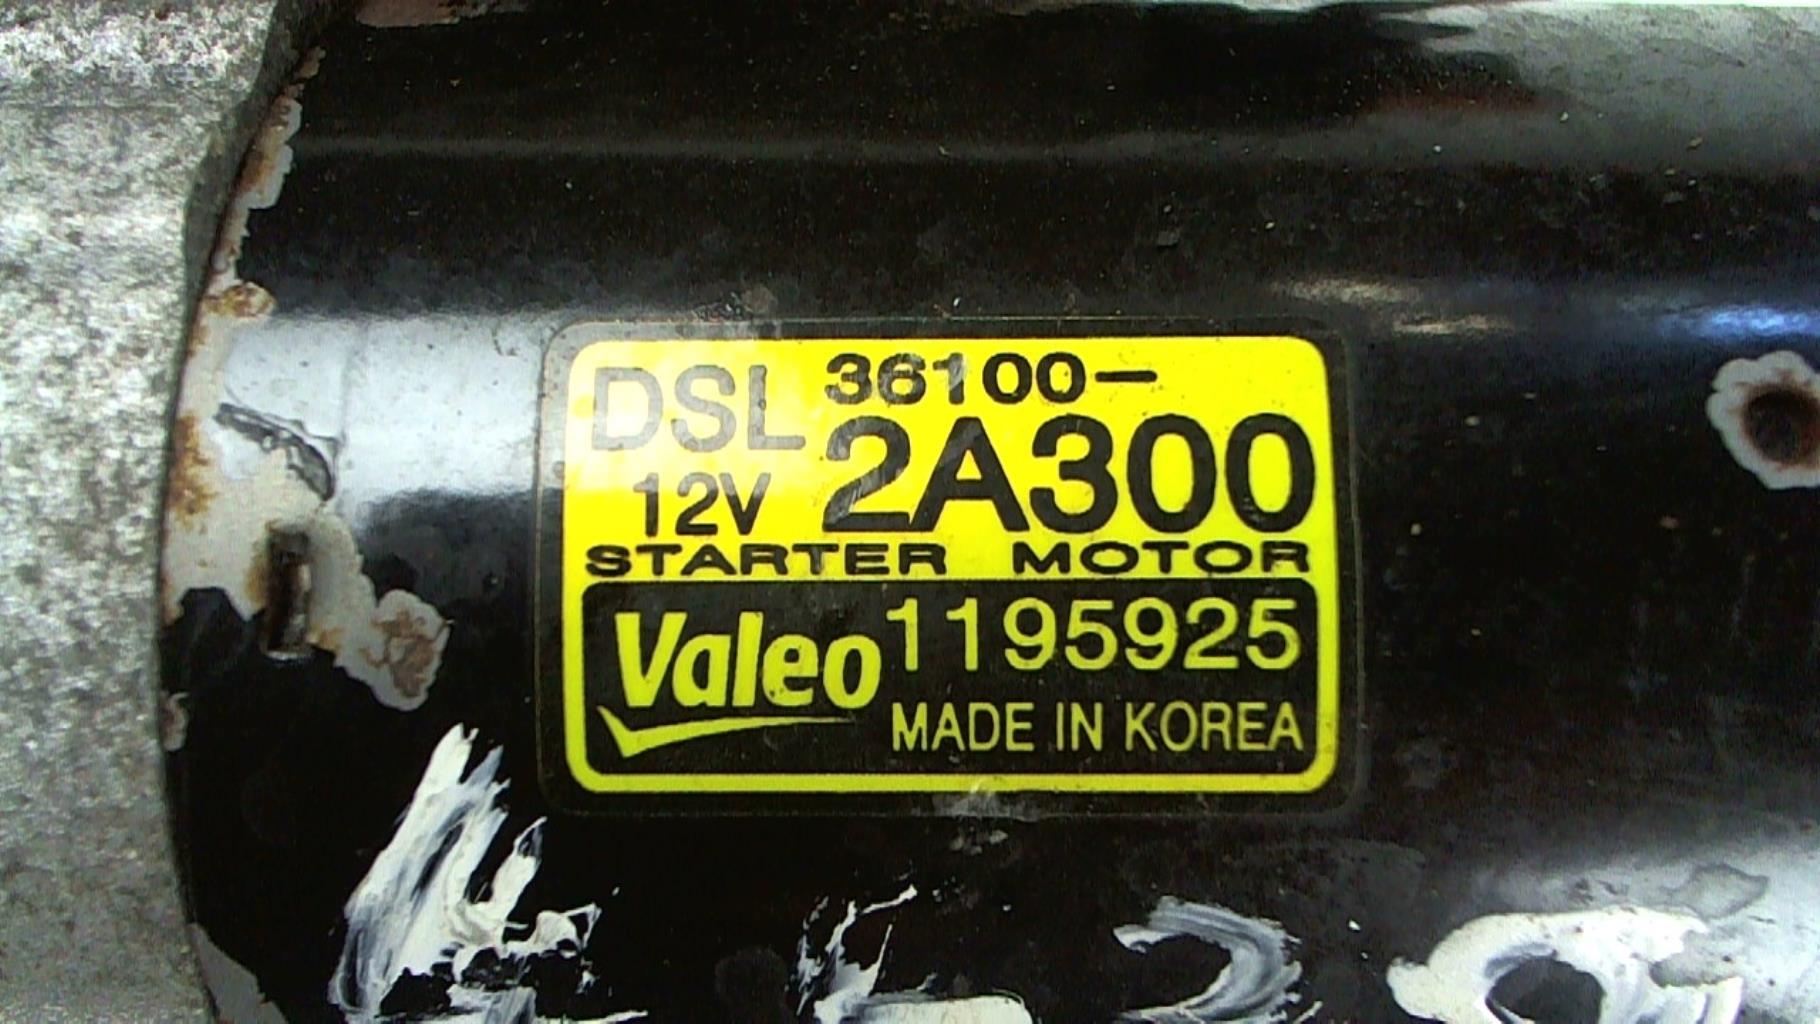 DSL 36100-
12V 2A300
STARTER MOTOR
Valeo 1195925
MADE IN KOREA